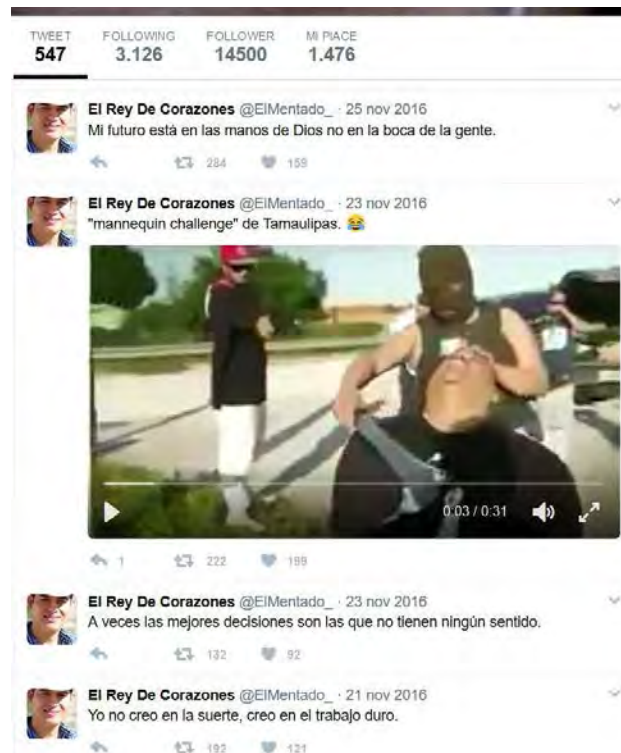 TWEET FOLLOWING FOLLOWER MI PIACE
547 3.126 14500 1.476
El Rey De Corazones @ElMentado_ · 25 nov 2016
Mi futuro está en las manos de Dios no en la boca de la gente.
284 159
El Rey De Corazones @ElMentado_ · 23 nov 2016
"mannequin challenge" de Tamaulipas. 😂
0:03 / 0:31
1 222 199
El Rey De Corazones @ElMentado_ · 23 nov 2016
A veces las mejores decisiones son las que no tienen ningún sentido.
132 92
El Rey De Corazones @ElMentado_ · 21 nov 2016
Yo no creo en la suerte, creo en el trabajo duro.
192 121